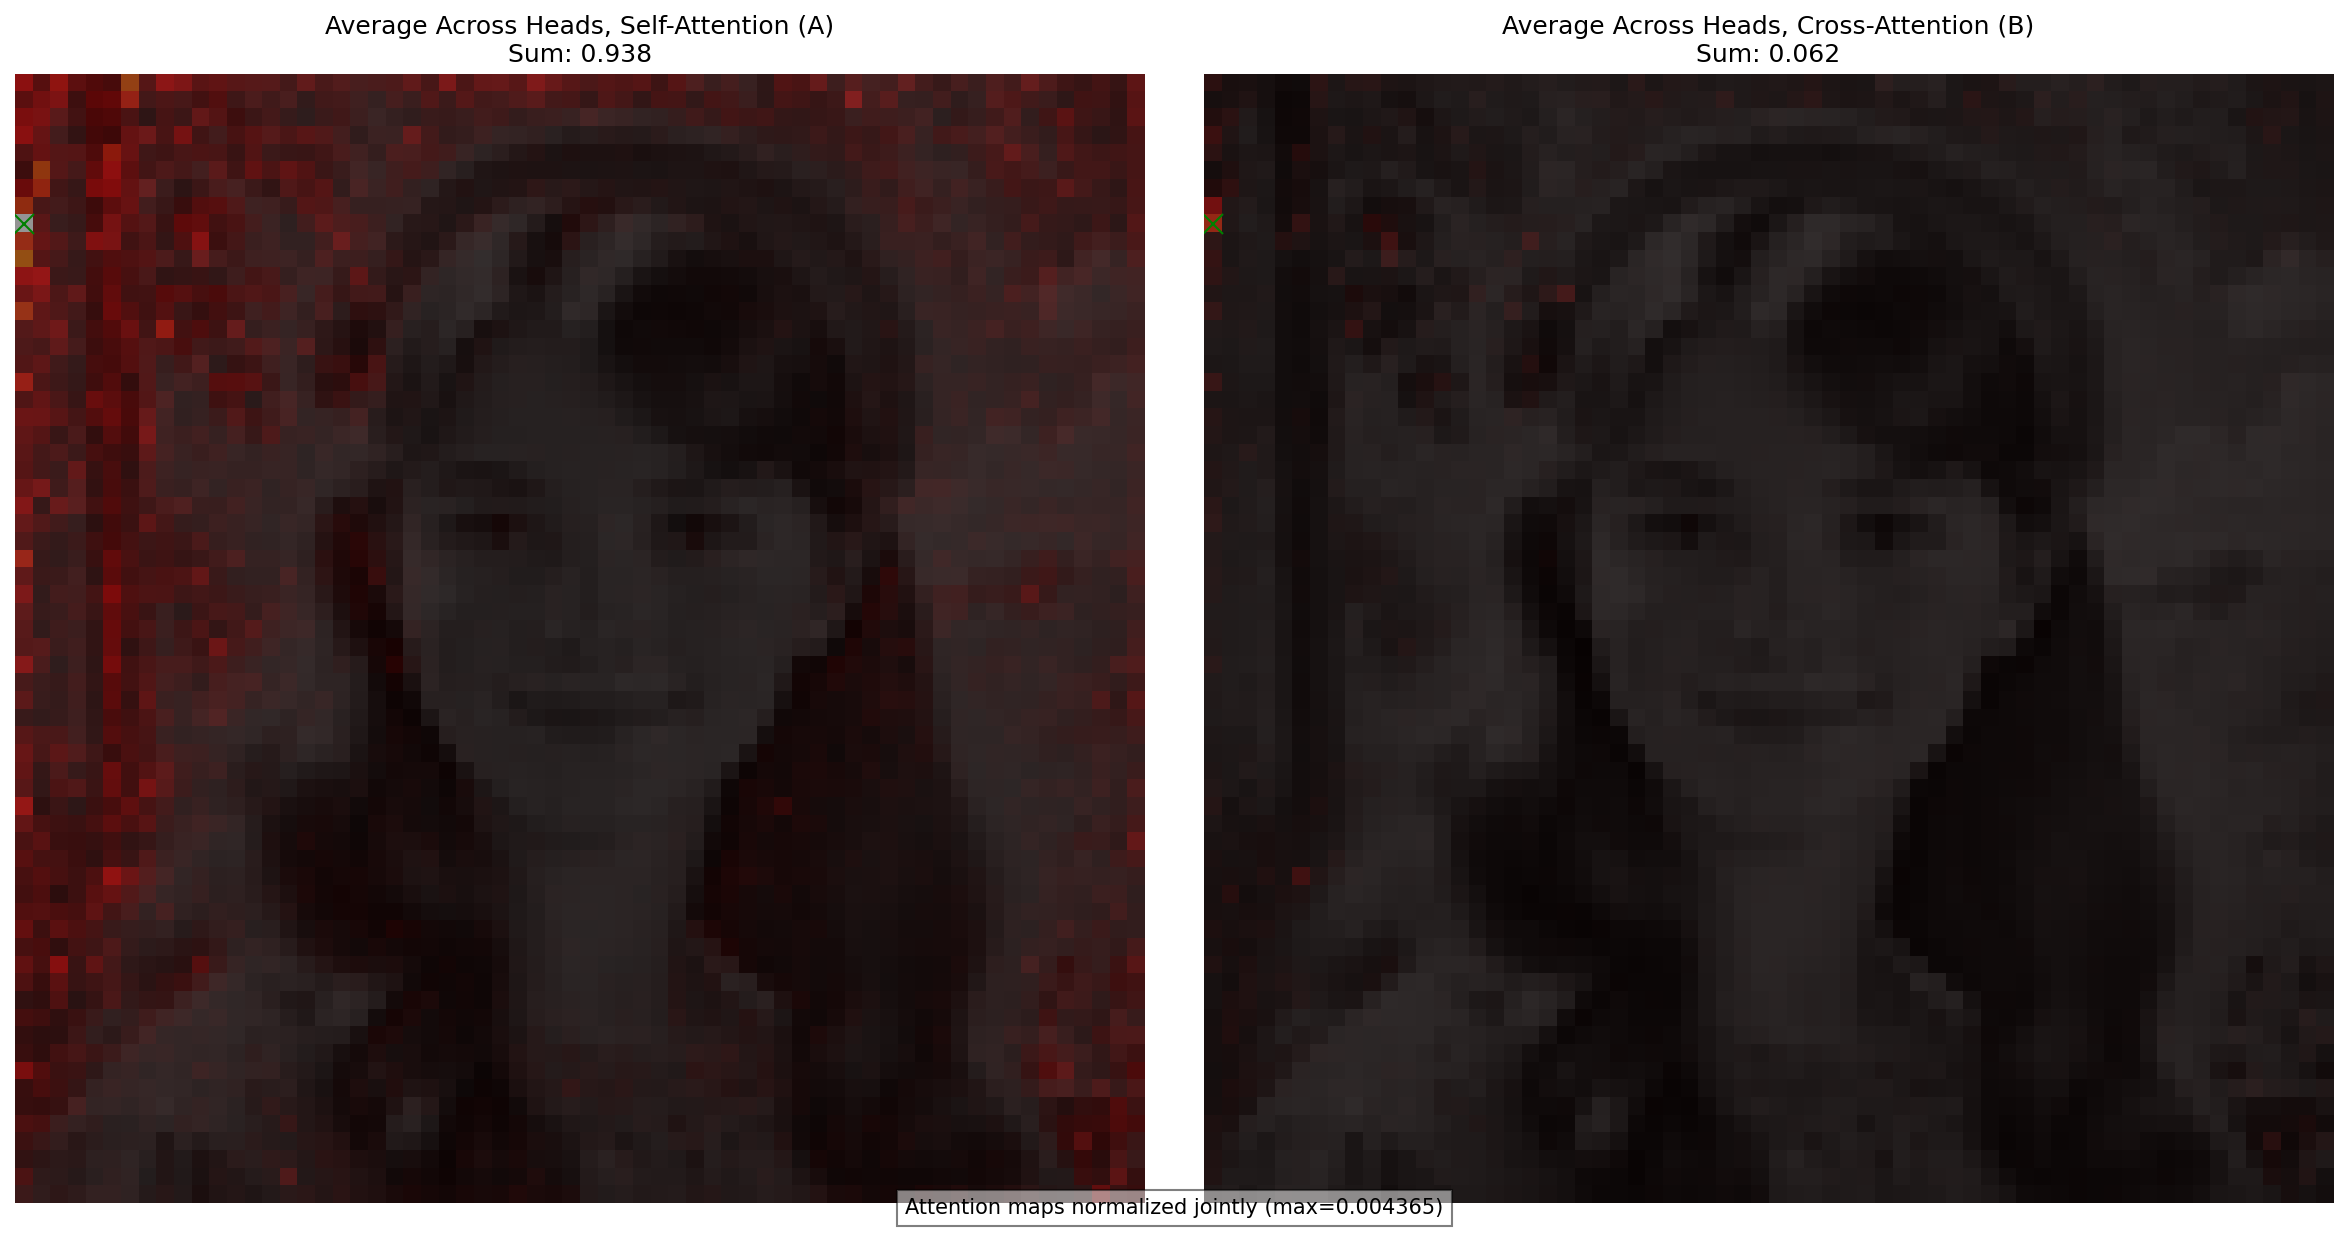 Average Across Heads, Self-Attention (A)
Sum: 0.938
Average Across Heads, Cross-Attention (B)
Sum: 0.062
Attention maps normalized jointly (max=0.004365)